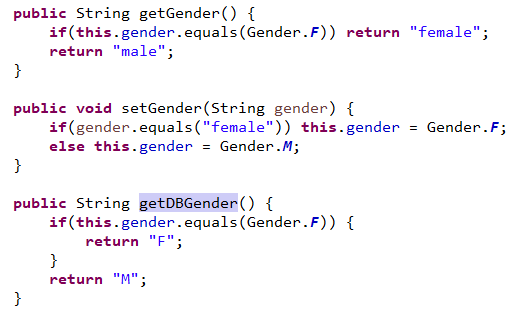 public String getGender() {
    if(this.gender.equals(Gender.F)) return "female";
    return "male";
}
public void setGender(String gender) {
    if(gender.equals("female")) this.gender = Gender.F;
    else this.gender = Gender.M;
}
public String getDBGender() {
    if(this.gender.equals(Gender.F)) {
        return "F";
    }
    return "M";
}